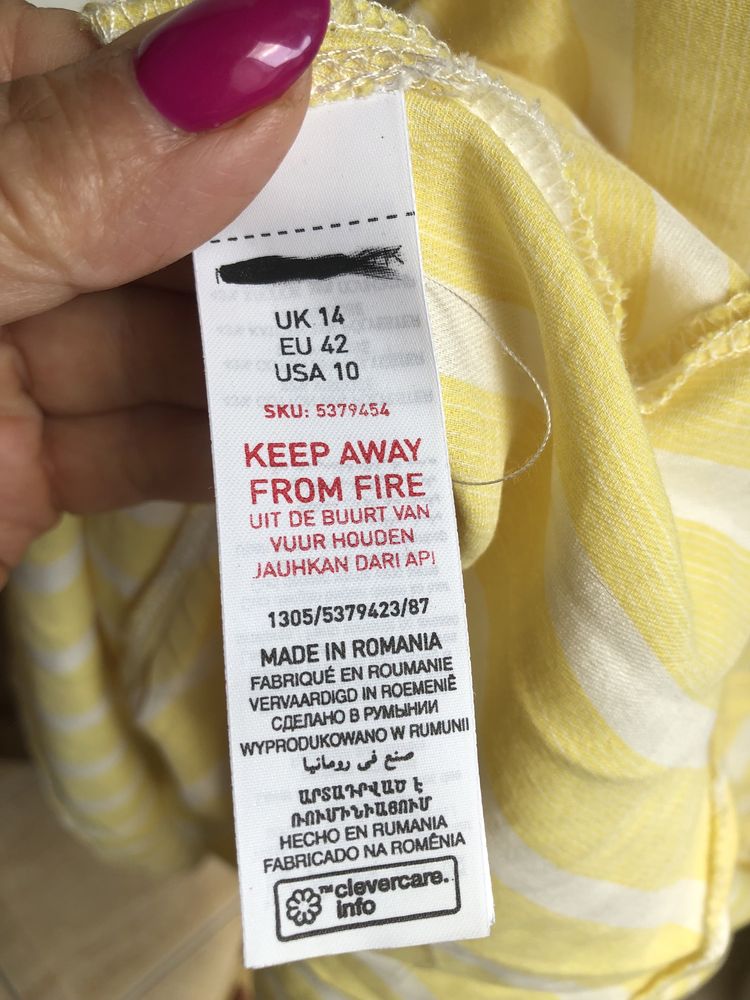 UK 14
EU 42
USA 10
SKU: 5379454
KEEP AWAY
FROM FIRE
UIT DE BUURT VAN
VUUR HOUDEN
JAUHKAN DARI API
1305/5379423/87
MADE IN ROMANIA
FABRIQUÉ EN ROUMANIE
VERVAARDIGD IN ROEMENIË
СДЕЛАНО В РУМЫНИИ
WYPRODUKOWANO W RUMUNII
صنع في رومانيا
ԱՐՏԱԴՐՎԱԾ Է
ՌՈՒՄԻՆԻԱՅՈՒՄ
HECHO EN RUMANIA
FABRICADO NA ROMÊNIA
™clevercare.
info